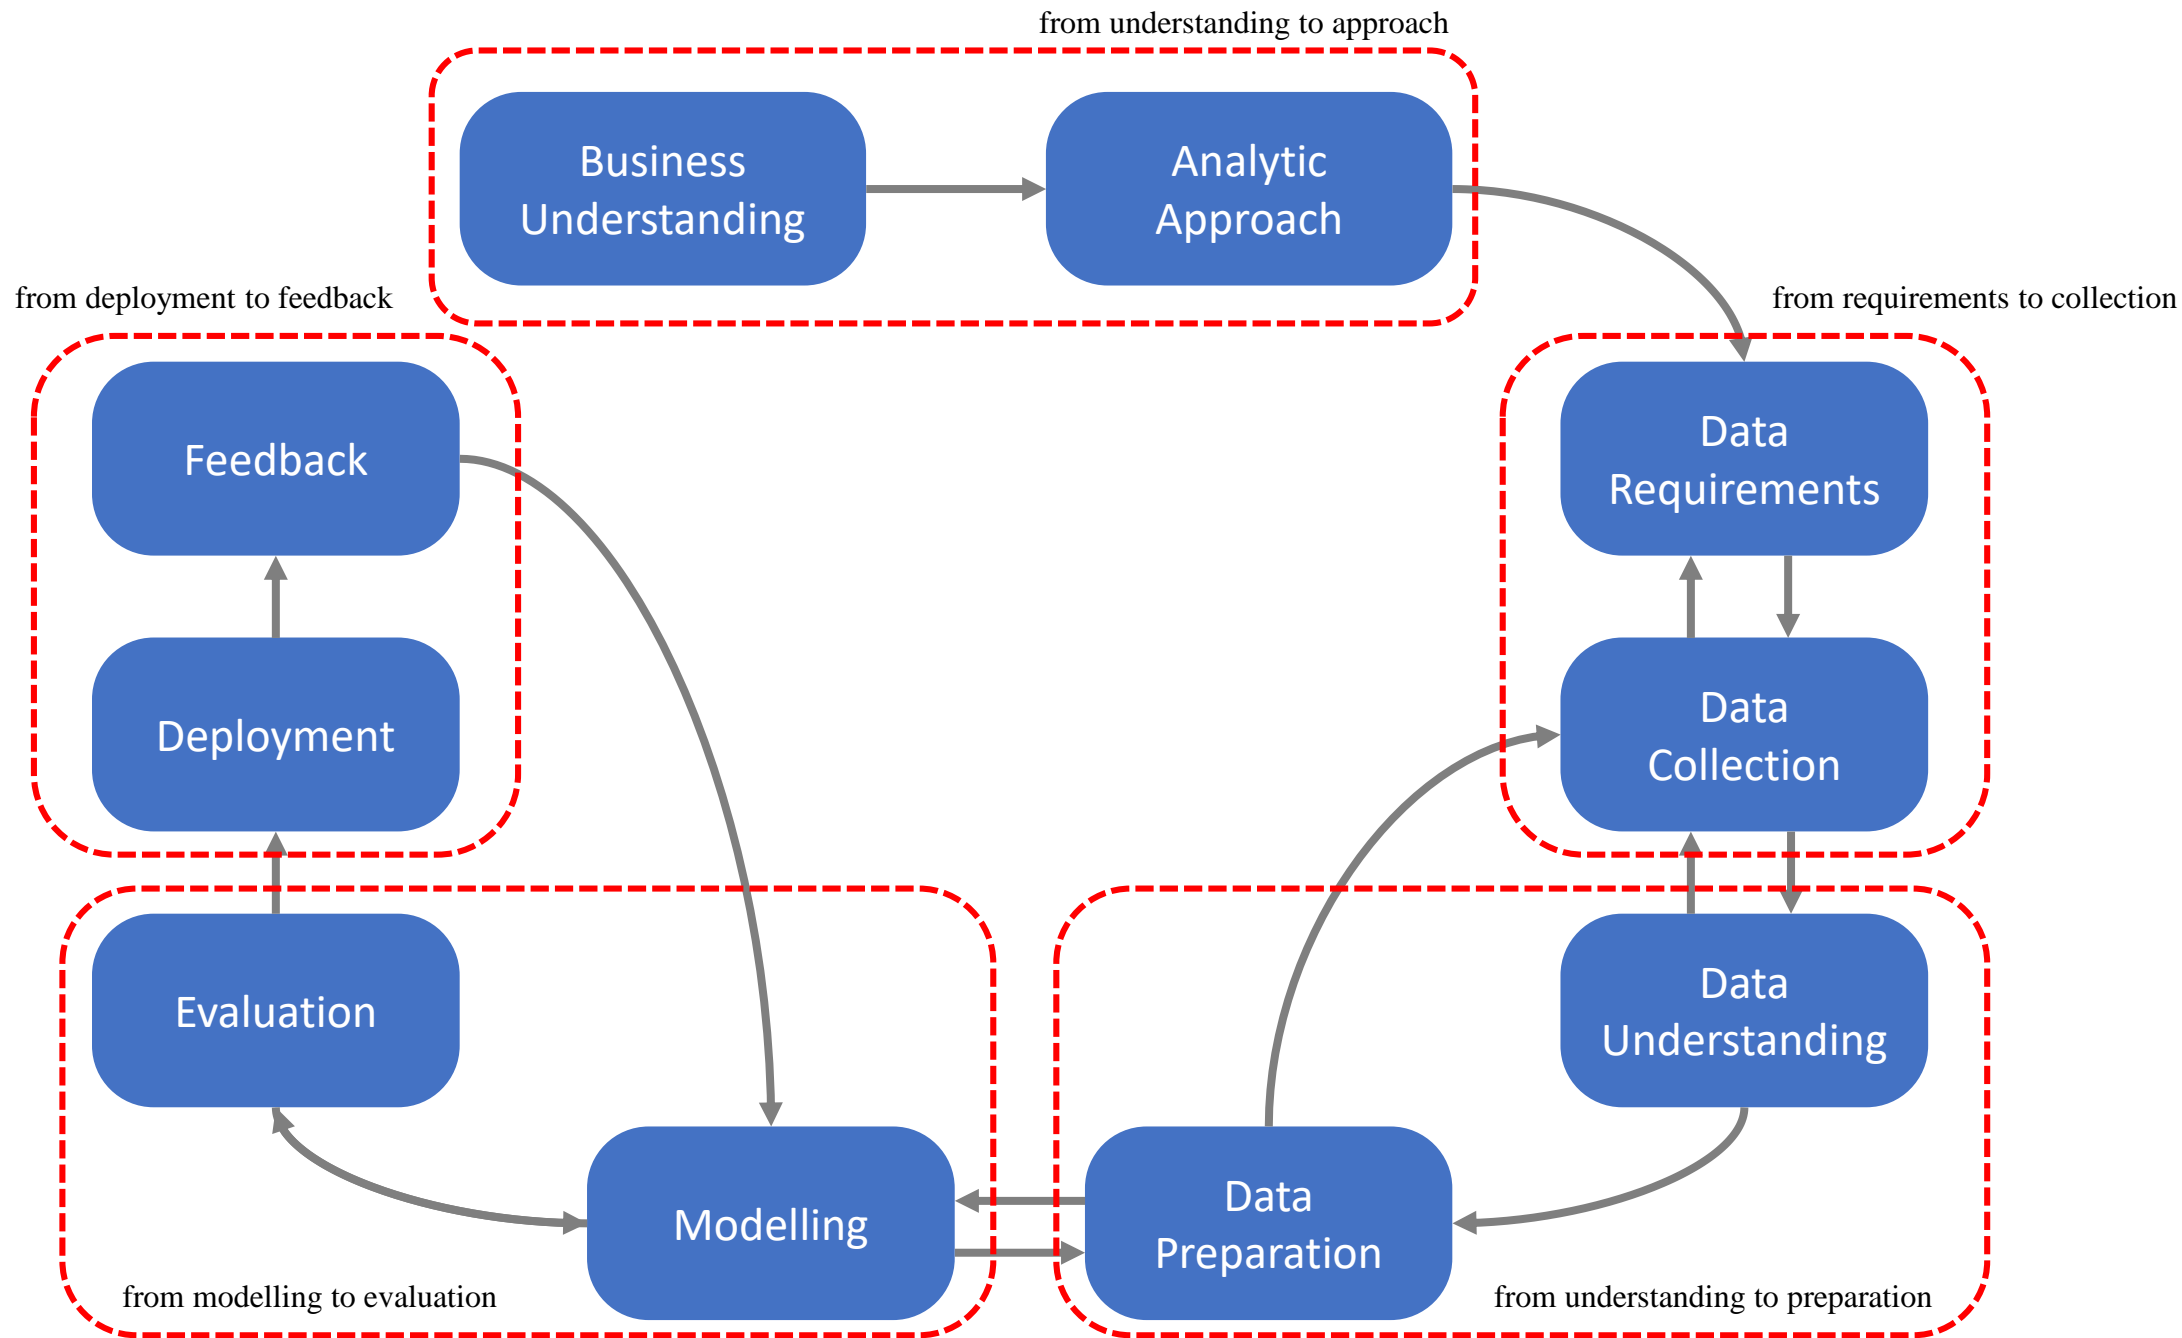 from understanding to approach
Business
Understanding
Analytic
Approach
from deployment to feedback
from requirements to collection
Feedback
Data
Requirements
Deployment
Data
Collection
Evaluation
Data
Understanding
Modelling
Data
Preparation
from modelling to evaluation
from understanding to preparation